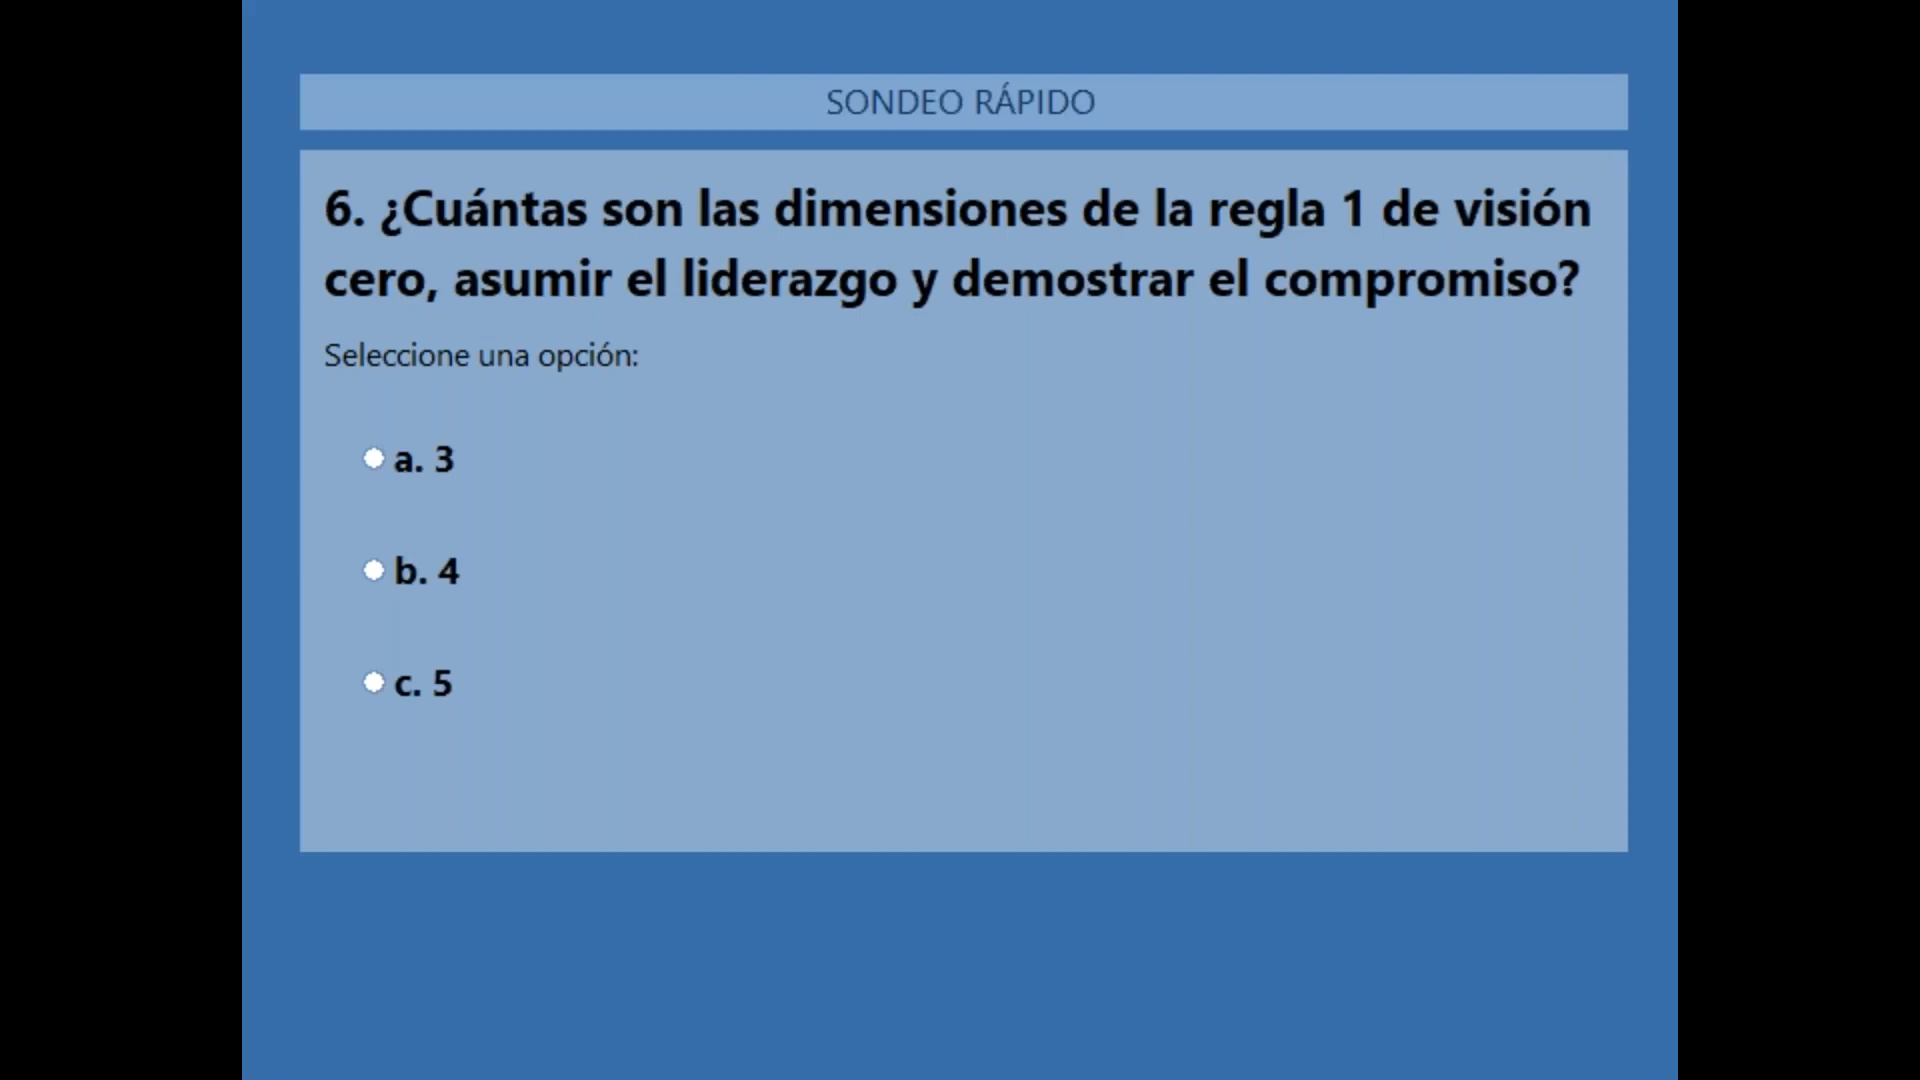 SONDEO RÁPIDO
6. ¿Cuántas son las dimensiones de la regla 1 de visión
cero, asumir el liderazgo y demostrar el compromiso?
Seleccione una opción:
a. 3
b. 4
c. 5